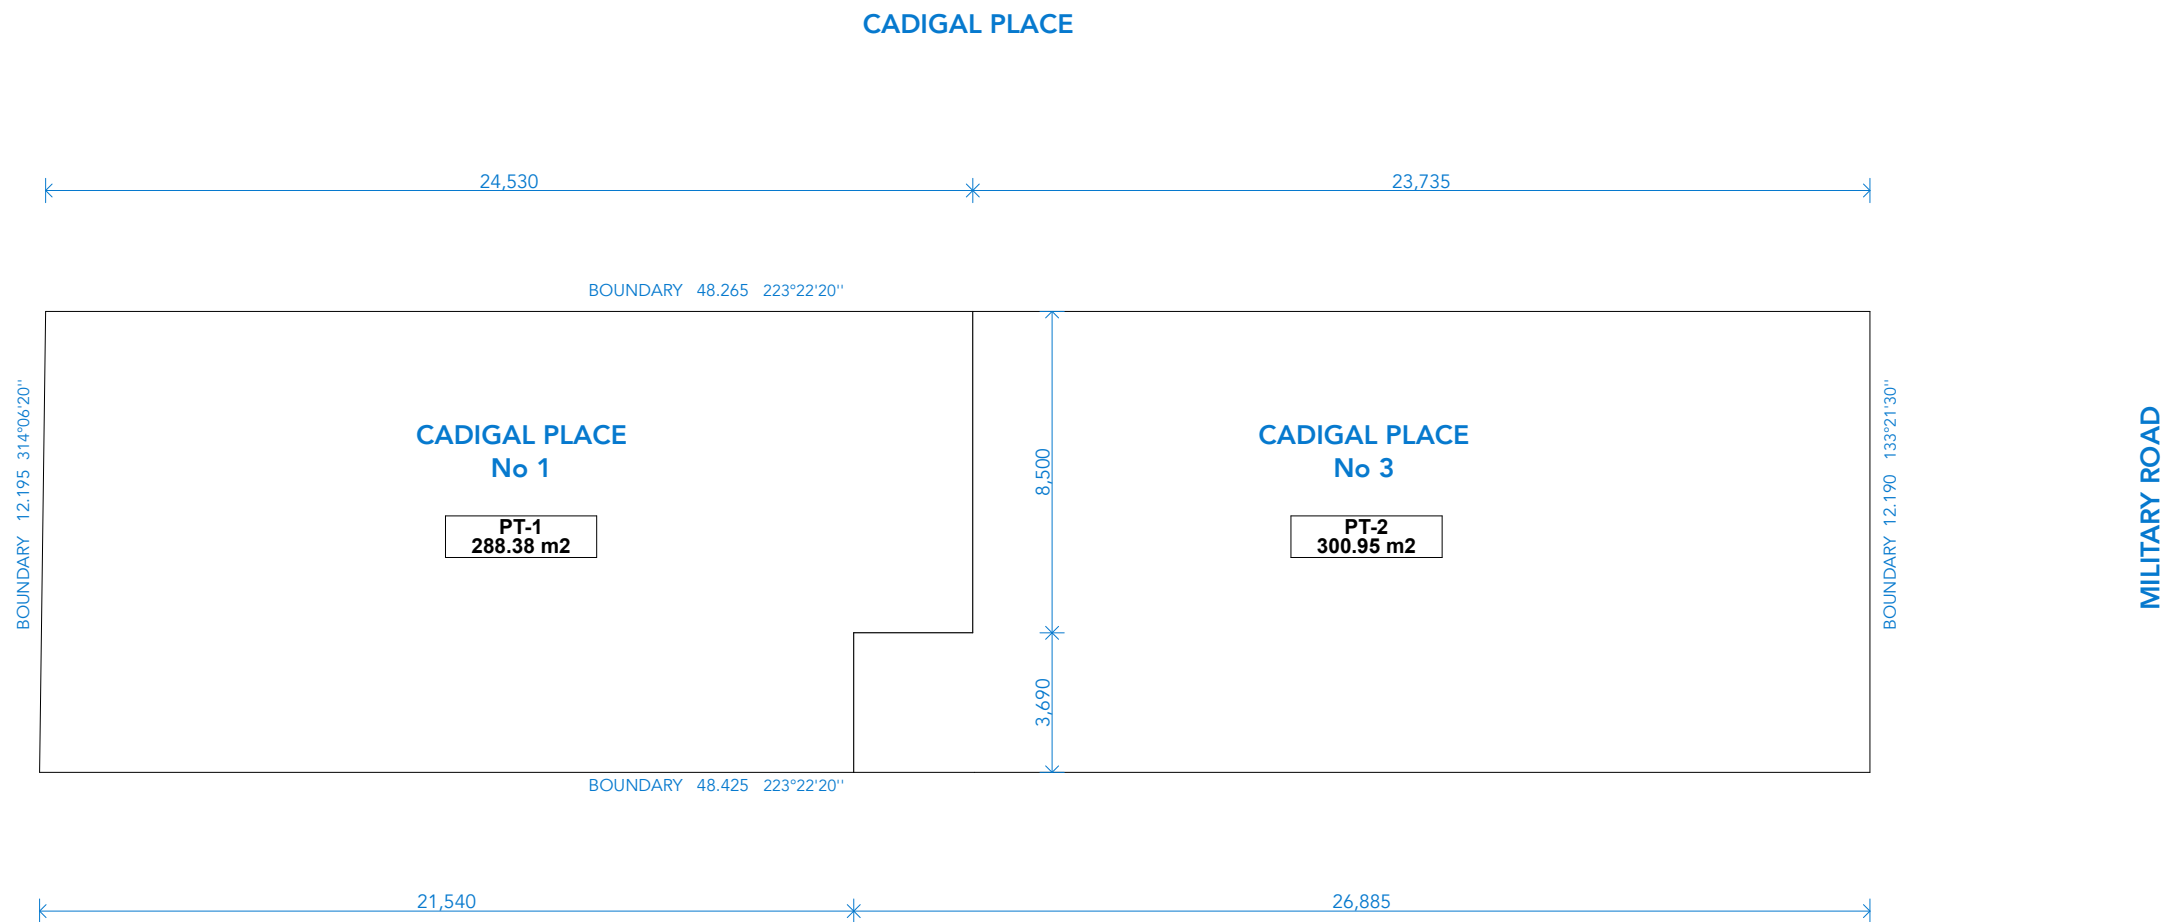 CADIGAL PLACE
24,530
23,735
BOUNDARY 48.265 223°22'20''
BOUNDARY 12.195 314°06'20''
CADIGAL PLACE
No 1
PT-1
288.38 m2
8,500
3,690
CADIGAL PLACE
No 3
PT-2
300.95 m2
BOUNDARY 12.190 133°21'30''
MILITARY ROAD
BOUNDARY 48.425 223°22'20''
21,540
26,885